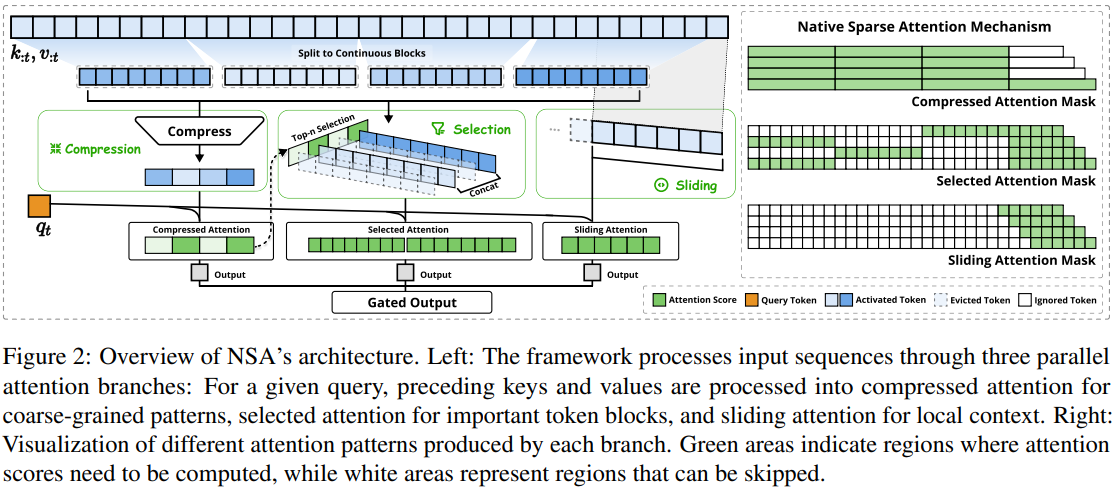 Native Sparse Attention Mechanism
k:t, v:t
Split to Continuous Blocks
Compressed Attention Mask
Compress
Compression
Top-n Selection
Selection
Concat
Sliding
Selected Attention Mask
qt
Compressed Attention
Selected Attention
Sliding Attention
Sliding Attention Mask
Output
Output
Output
Gated Output
Attention Score
Query Token
Activated Token
Evicted Token
Ignored Token
Figure 2: Overview of NSA's architecture. Left: The framework processes input sequences through three parallel
attention branches: For a given query, preceding keys and values are processed into compressed attention for
coarse-grained patterns, selected attention for important token blocks, and sliding attention for local context. Right:
Visualization of different attention patterns produced by each branch. Green areas indicate regions where attention
scores need to be computed, while white areas represent regions that can be skipped.